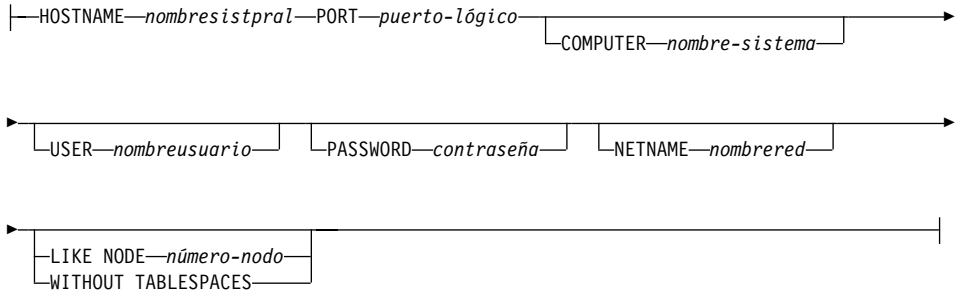 HOSTNAME nombresistpral PORT puerto-lógico
COMPUTER nombre-sistema
USER nombreusuario PASSWORD contraseña NETNAME nombrered
LIKE NODE número-nodo
WITHOUT TABLESPACES